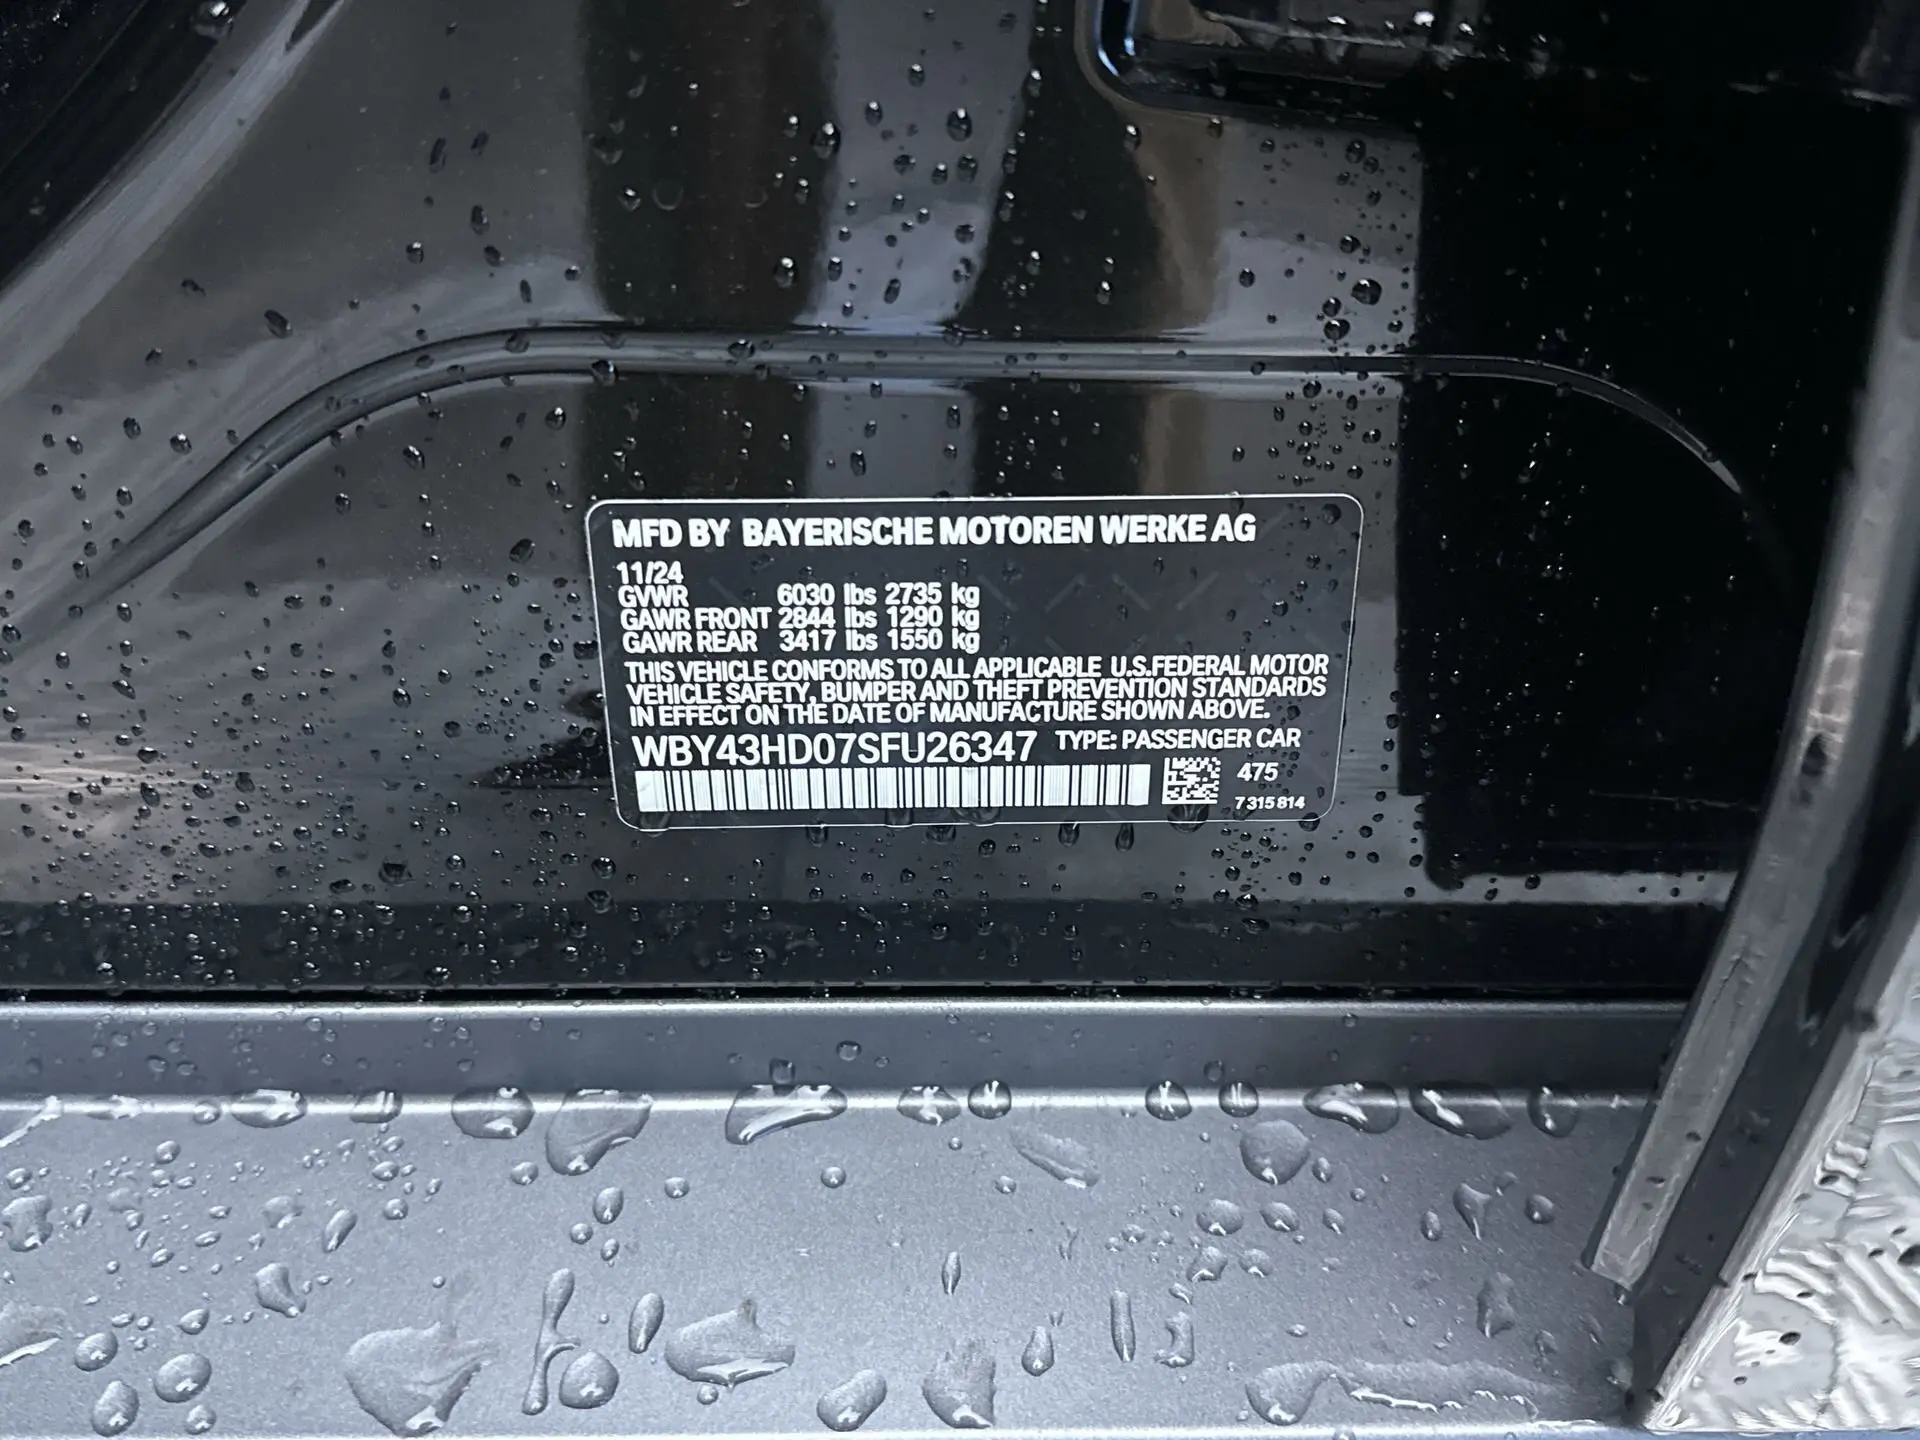 MFD BY BAYERISCHE MOTOREN WERKE AG
11/24
GVWR 6030 lbs 2735 kg
GAWR FRONT 2844 lbs 1290 kg
GAWR REAR 3417 lbs 1550 kg
THIS VEHICLE CONFORMS TO ALL APPLICABLE U.S.FEDERAL MOTOR
VEHICLE SAFETY, BUMPER AND THEFT PREVENTION STANDARDS
IN EFFECT ON THE DATE OF MANUFACTURE SHOWN ABOVE.
WBY43HD07SFU26347 TYPE: PASSENGER CAR
475
7 315 814